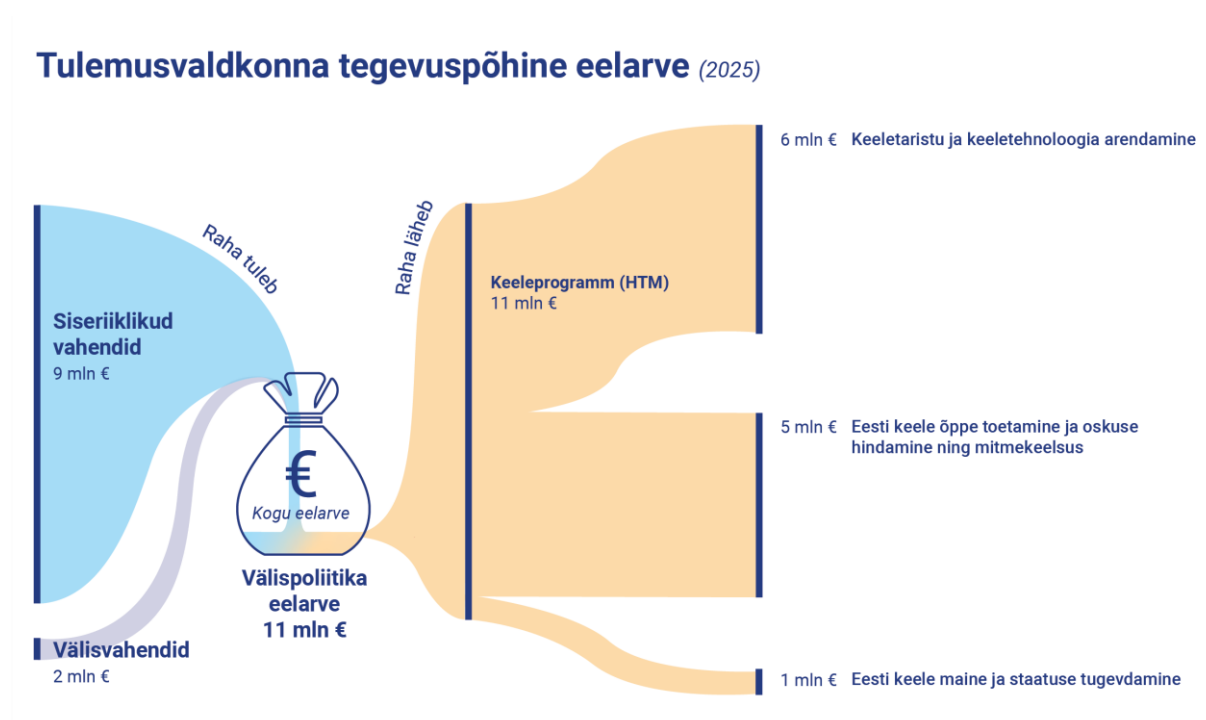 Tulemusvaldkonna tegevuspõhine eelarve (2025)
Raha tuleb
Siseriiklikud
vahendid
9 mln €
Välisvahendid
2 mln €
€
Kogu eelarve
Välispoliitika
eelarve
11 mln €
Raha läheb
Keeleprogramm (HTM)
11 mln €
6 mln € Keeletaristu ja keeletehnoloogia arendamine
5 mln € Eesti keele õppe toetamine ja oskuse
hindamine ning mitmekeelsus
1 mln € Eesti keele maine ja staatuse tugevdamine